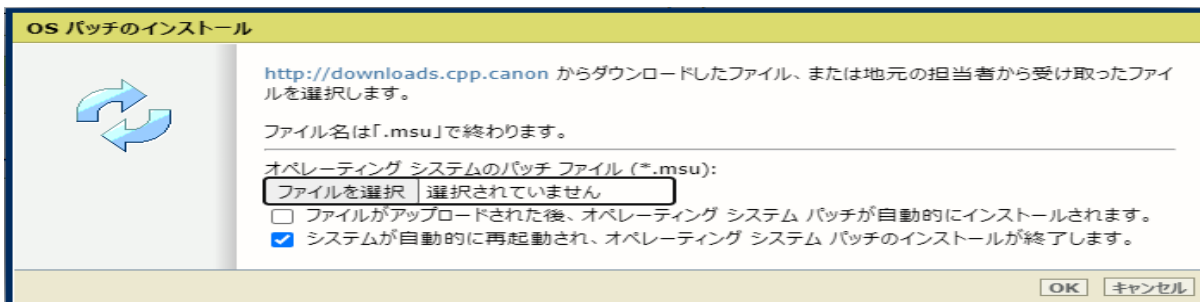 OS パッチのインストール
http://downloads.cpp.canon からダウンロードしたファイル、または地元の担当者から受け取ったファイ
ルを選択します。
ファイル名は「.msu」で終わります。
オペレーティング システムのパッチ ファイル (*.msu):
ファイルを選択 選択されていません
ファイルがアップロードされた後、オペレーティング システム パッチが自動的にインストールされます。
システムが自動的に再起動され、オペレーティング システム パッチのインストールが終了します。
OK キャンセル